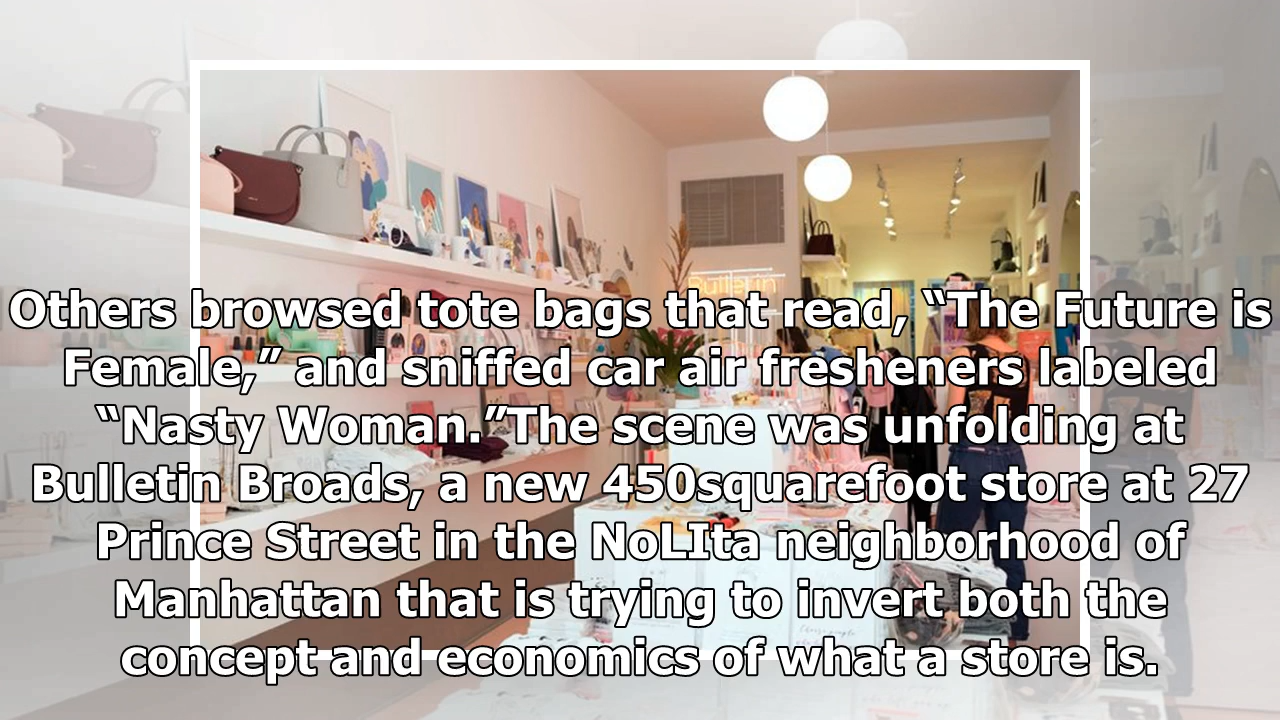 Bulletin
Others browsed tote bags that read, “The Future is
Female,” and sniffed car air fresheners labeled
“Nasty Woman.”The scene was unfolding at
Bulletin Broads, a new 450squarefoot store at 27
Prince Street in the NoLIta neighborhood of
Manhattan that is trying to invert both the
concept and economics of what a store is.